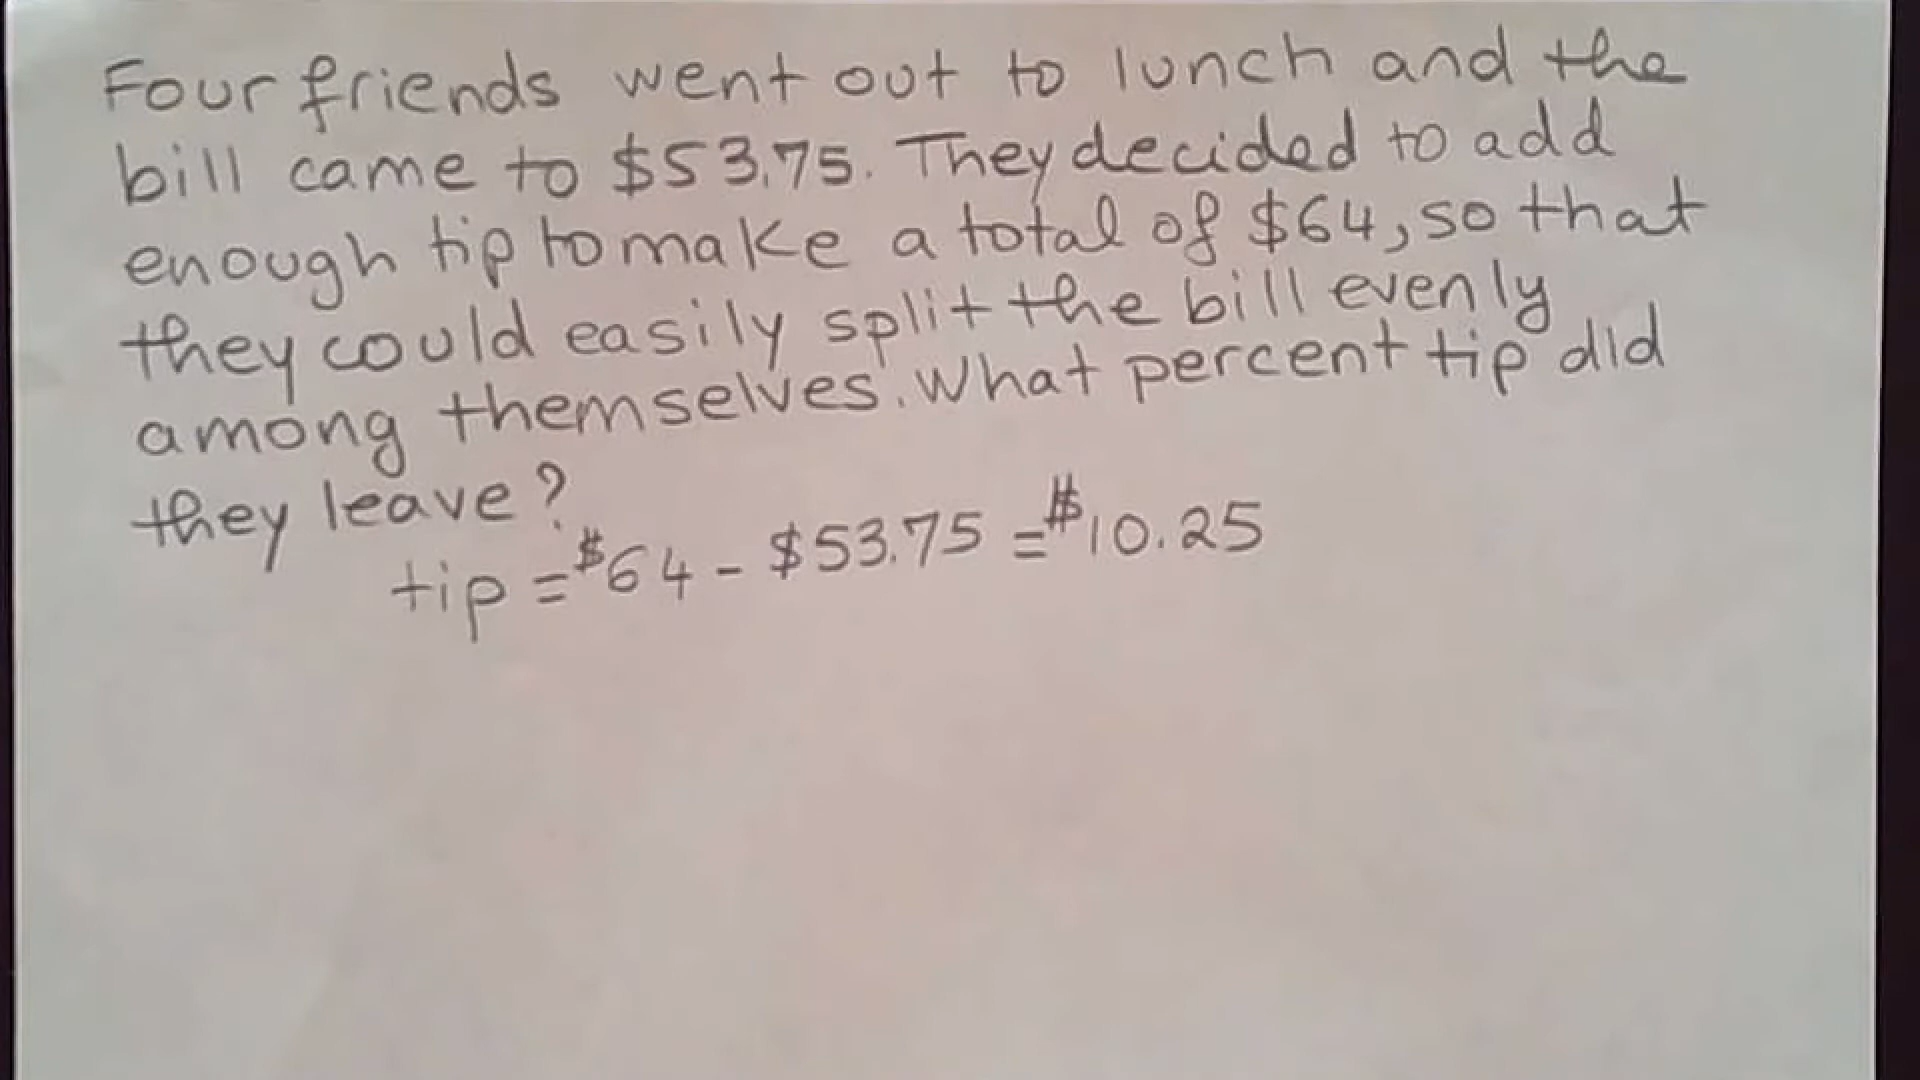 Four friends went out to lunch and the
bill came to $53.75. They decided to add
enough tip to make a total of $64, so that
they could easily split the bill evenly
among themselves. What percent tip did
they leave?
tip = $64 - $53.75 = $10.25